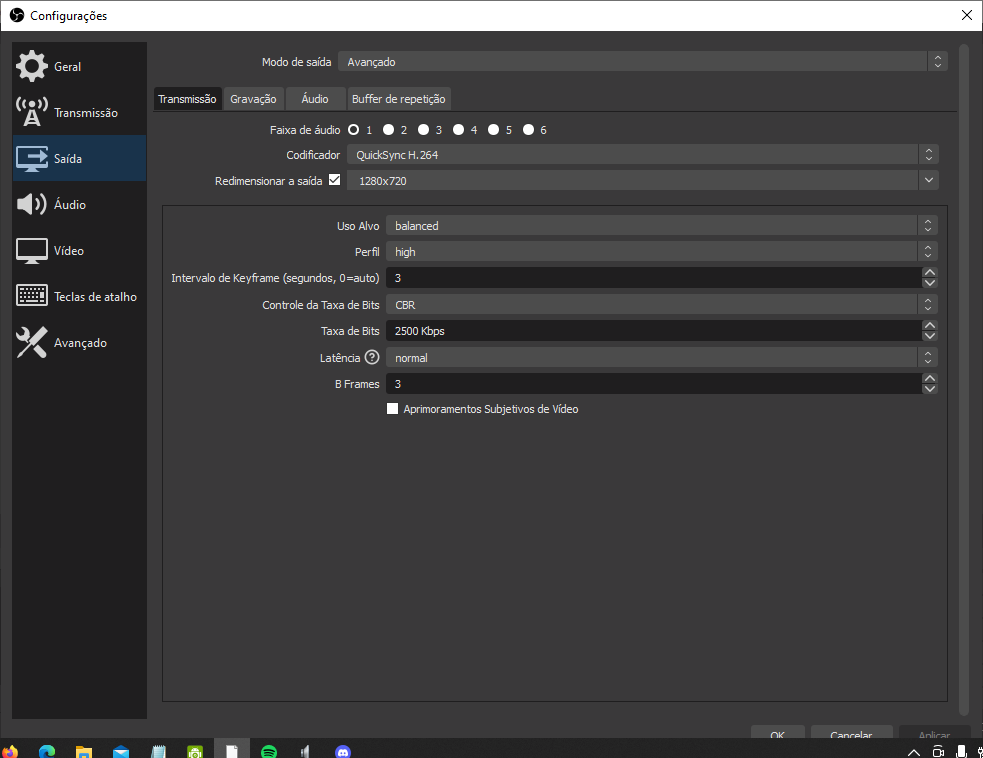 Configurações
Geral
Transmissão
Saída
Áudio
Vídeo
Teclas de atalho
Avançado
Modo de saída Avançado
Transmissão Gravação Áudio Buffer de repetição
Faixa de áudio 1 2 3 4 5 6
Codificador QuickSync H.264
Redimensionar a saída 1280x720
Uso Alvo balanced
Perfil high
Intervalo de Keyframe (segundos, 0=auto) 3
Controle da Taxa de Bits CBR
Taxa de Bits 2500 Kbps
Latência ? normal
B Frames 3
Aprimoramentos Subjetivos de Vídeo
OK Cancelar Aplicar